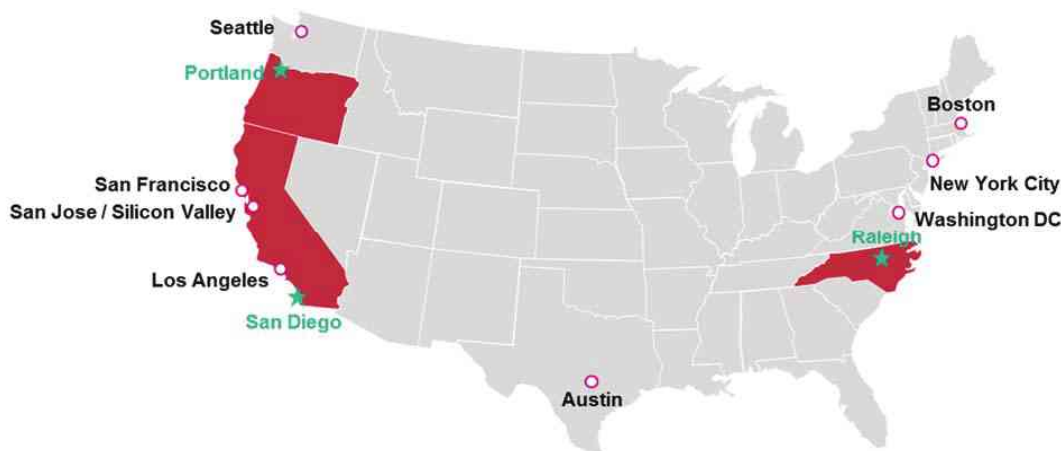 Seattle
Portland
Boston
San Francisco
New York City
San Jose / Silicon Valley
Washington DC
Raleigh
Los Angeles
San Diego
Austin